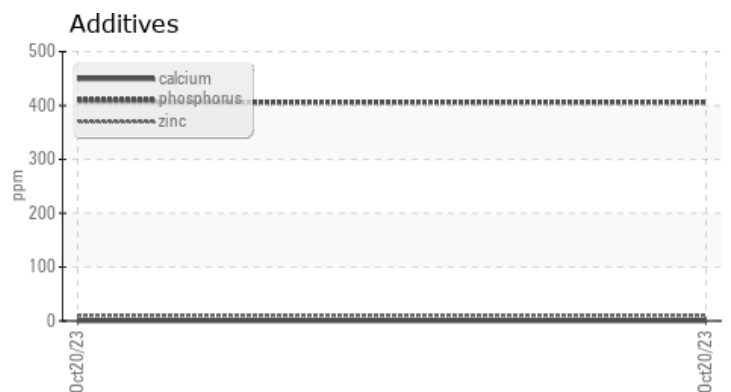 Additives
500
400
300
200
100
0
ppm
calcium
phosphorus
zinc
Oct20/23
Oct20/23